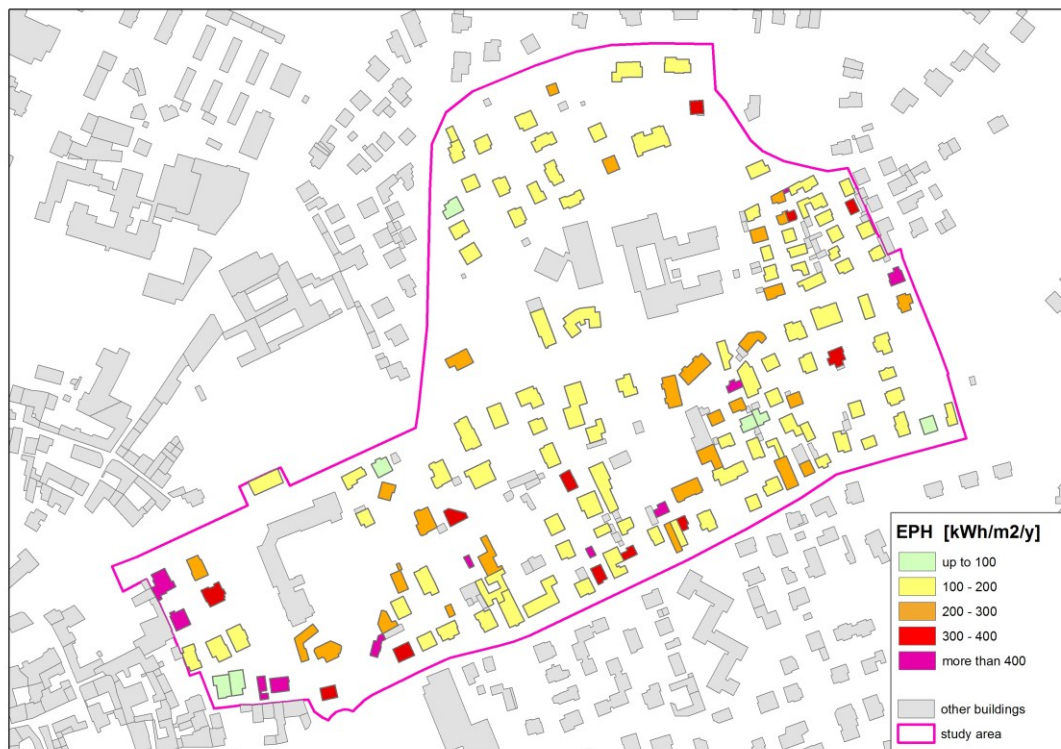 EPH [kWh/m2/y]
up to 100
100 - 200
200 - 300
300 - 400
more than 400
other buildings
study area